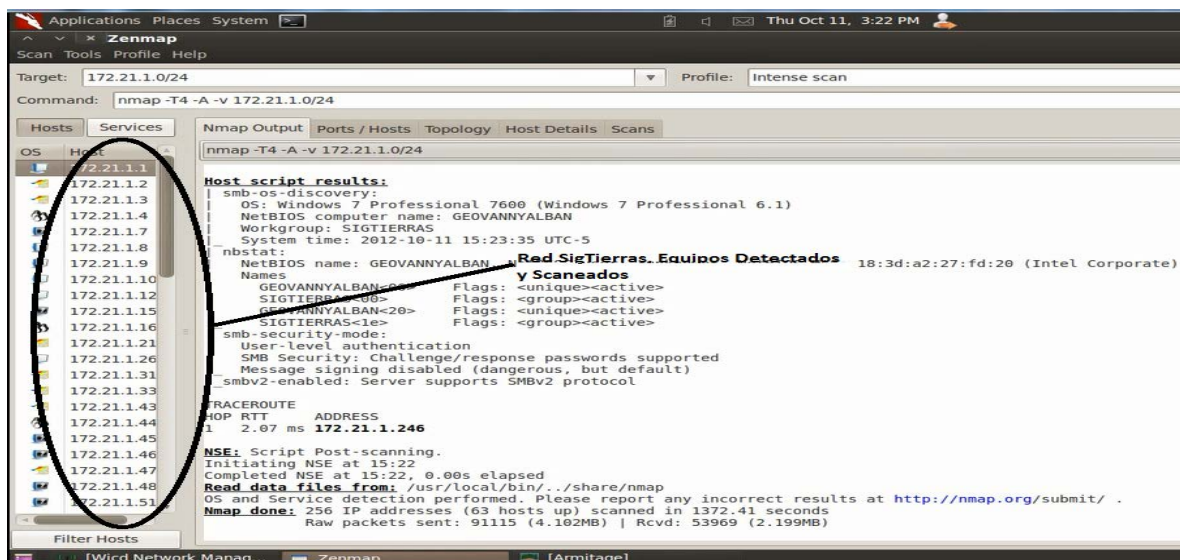 Applications Places System Thu Oct 11, 3:22 PM
Zenmap
Scan Tools Profile Help
Target: 172.21.1.0/24 Profile: Intense scan
Command: nmap -T4 -A -v 172.21.1.0/24
Hosts Services Nmap Output Ports / Hosts Topology Host Details Scans
OS Host nmap -T4 -A -v 172.21.1.0/24
172.21.1.1
172.21.1.2
172.21.1.3
172.21.1.4
172.21.1.7
172.21.1.8
172.21.1.9
172.21.1.10
172.21.1.12
172.21.1.15
172.21.1.16
172.21.1.21
172.21.1.26
172.21.1.31
172.21.1.33
172.21.1.43
172.21.1.44
172.21.1.45
172.21.1.46
172.21.1.47
172.21.1.48
172.21.1.51
Filter Hosts
Host script results:
| smb-os-discovery:
| OS: Windows 7 Professional 7600 (Windows 7 Professional 6.1)
| NetBIOS computer name: GEOVANNYALBAN
| Workgroup: SIGTIERRAS
|_ System time: 2012-10-11 15:23:35 UTC-5
| nbstat:
| NetBIOS name: GEOVANNYALBAN, 18:3d:a2:27:fd:20 (Intel Corporate)
Red SigTierras. Equipos Detectados
y Scaneados
| Names
| GEOVANNYALBAN<00> Flags: <unique><active>
| SIGTIERRAS<00> Flags: <group><active>
| GEOVANNYALBAN<20> Flags: <unique><active>
| SIGTIERRAS<1e> Flags: <group><active>
smb-security-mode:
User-level authentication
SMB Security: Challenge/response passwords supported
Message signing disabled (dangerous, but default)
_smbv2-enabled: Server supports SMBv2 protocol
TRACEROUTE
HOP RTT ADDRESS
1 2.07 ms 172.21.1.246
NSE: Script Post-scanning.
Initiating NSE at 15:22
Completed NSE at 15:22, 0.00s elapsed
Read data files from: /usr/local/bin/../share/nmap
OS and Service detection performed. Please report any incorrect results at http://nmap.org/submit/ .
Nmap done: 256 IP addresses (63 hosts up) scanned in 1372.41 seconds
Raw packets sent: 91115 (4.102MB) | Rcvd: 53969 (2.199MB)
[Wicd Network Manag... Zenmap [Armitage]